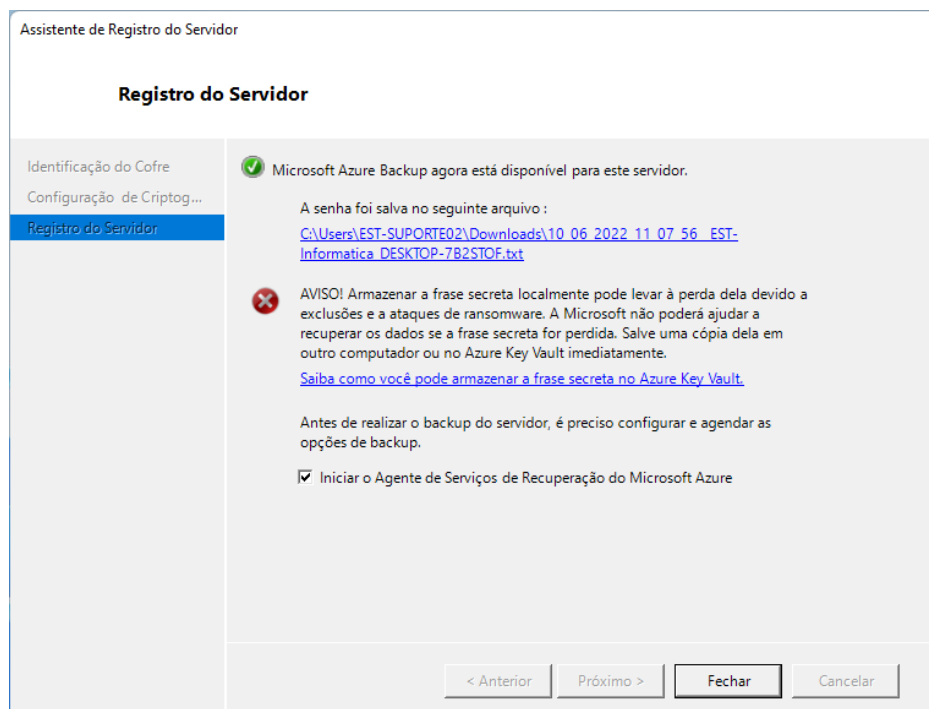 Assistente de Registro do Servidor
Registro do Servidor
Identificação do Cofre
Configuração de Criptog...
Registro do Servidor
Microsoft Azure Backup agora está disponível para este servidor.
A senha foi salva no seguinte arquivo :
C:\Users\EST-SUPORTE02\Downloads\10_06_2022_11_07_56__EST-
Informatica_DESKTOP-7B2STOF.txt
AVISO! Armazenar a frase secreta localmente pode levar à perda dela devido a
exclusões e a ataques de ransomware. A Microsoft não poderá ajudar a
recuperar os dados se a frase secreta for perdida. Salve uma cópia dela em
outro computador ou no Azure Key Vault imediatamente.
Saiba como você pode armazenar a frase secreta no Azure Key Vault.
Antes de realizar o backup do servidor, é preciso configurar e agendar as
opções de backup.
Iniciar o Agente de Serviços de Recuperação do Microsoft Azure
< Anterior
Próximo >
Fechar
Cancelar